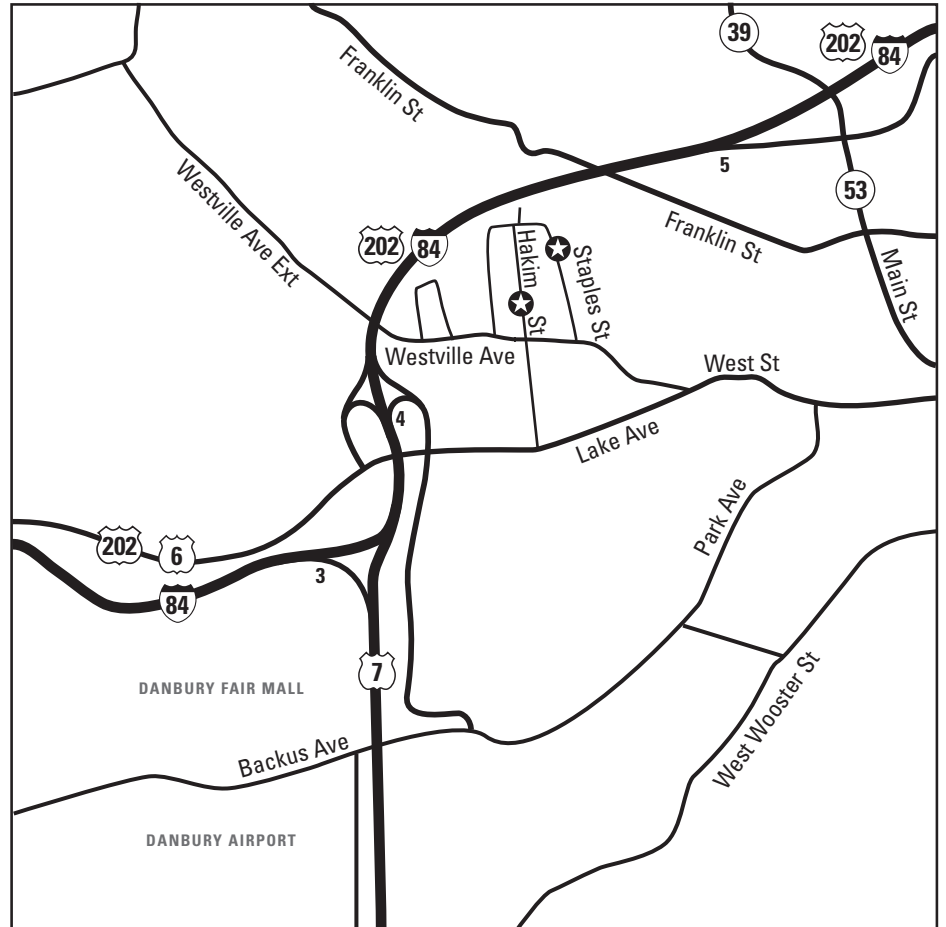 39
202
84
Franklin St
5
Westville Ave Ext
53
202
84
Franklin St
Hakim St
Staples St
Main St
Westville Ave
West St
4
Lake Ave
Park Ave
202
6
3
84
7
DANBURY FAIR MALL
West Wooster St
Backus Ave
DANBURY AIRPORT